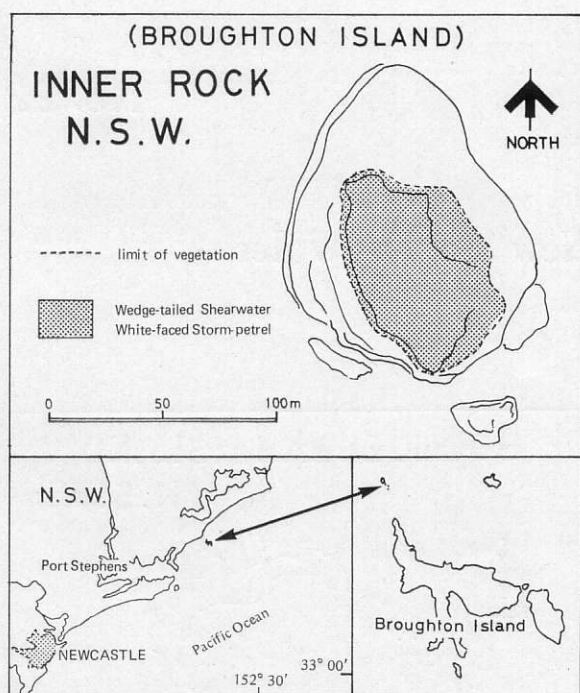 (BROUGHTON ISLAND)
INNER ROCK
N.S.W.
NORTH
limit of vegetation
Wedge-tailed Shearwater
White-faced Storm-petrel
0 50 100m
N.S.W.
Port Stephens
NEWCASTLE
Pacific Ocean
33° 00'
152° 30'
Broughton Island